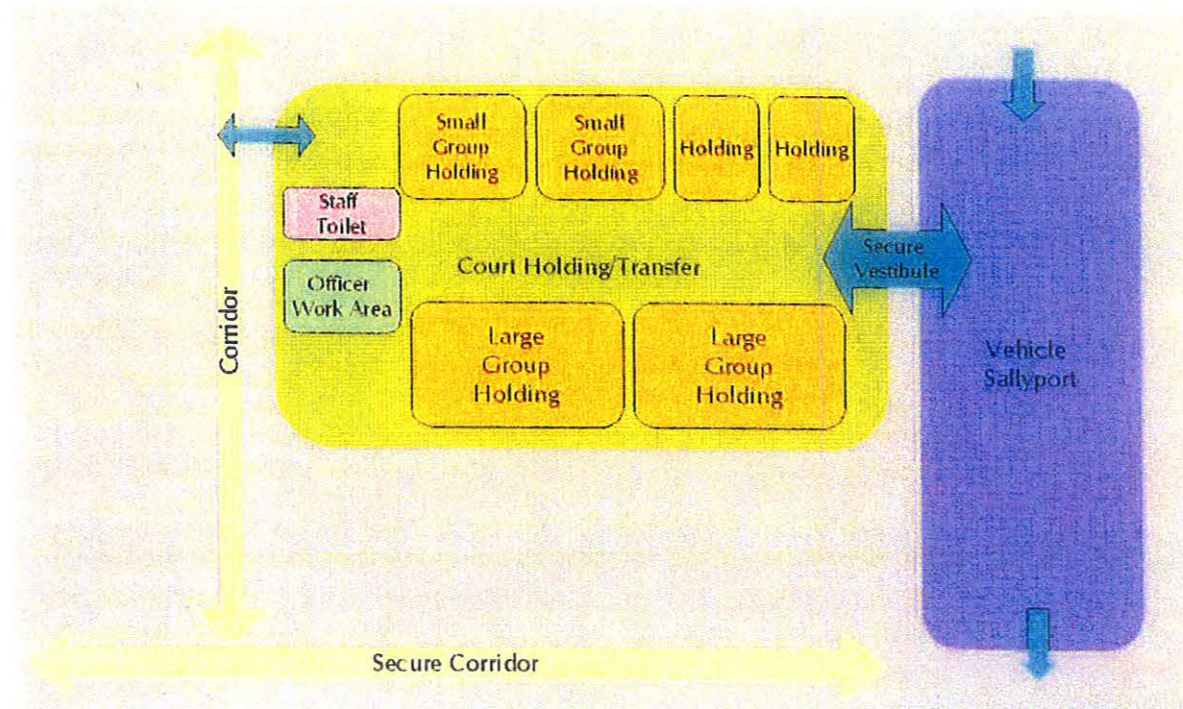 Small
Group
Holding
Small
Group
Holding
Holding
Holding
Staff
Toilet
Secure
Vestibule
Court Holding/Transfer
Officer
Work Area
Large
Group
Holding
Large
Group
Holding
Vehicle
Sallyport
Corridor
Secure Corridor